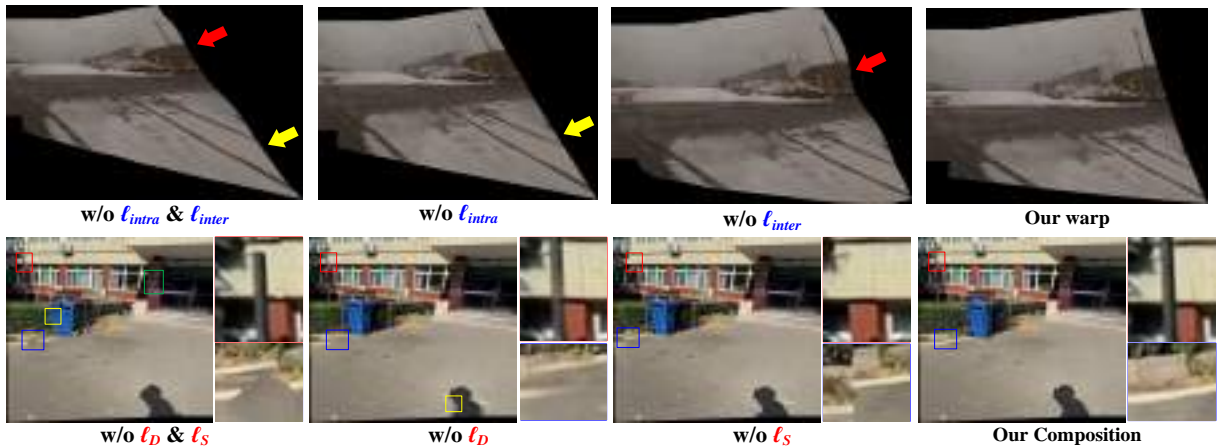 w/o ℓintra & ℓinter
w/o ℓintra
w/o ℓinter
Our warp
w/o ℓD & ℓS
w/o ℓD
w/o ℓS
Our Composition